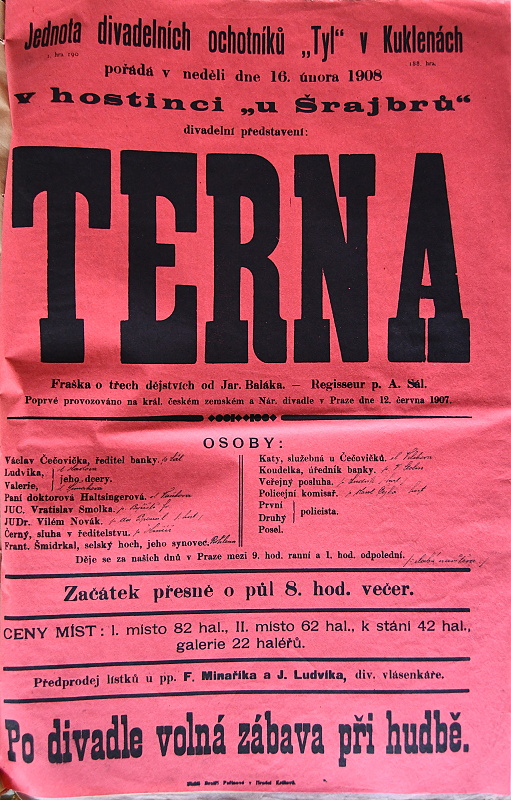 Jednota divadelních ochotníků „Tyl“ v Kuklenách
pořádá v neděli dne 16. února 1908
v hostinci „u Šrajbrů“
divadelní představení:
TERNA
Fraška o třech dějstvích od Jar. Baláka. — Regisseur p. A. Sál.
Poprvé provozováno na král. českém zemském a Nár. divadle v Praze dne 12. června 1907.
OSOBY:
Václav Čečovička, ředitel banky.
Ludvika,
Valerie,
jeho dcery.
Paní doktorová Haltsingerová.
JUC. Vratislav Smolka.
JUDr. Vilém Novák.
Černý, sluha v ředitelstvu.
Frant. Šmidrkal, selský hoch, jeho synovec.
Katy, služebná u Čečovičků.
Koudelka, úředník banky.
Veřejný posluha.
Policejní komisař.
První
Druhý
policista.
Posel.
Děje se za našich dnů v Praze mezi 9. hod. ranní a 1. hod. odpolední.
Začátek přesně o půl 8. hod. večer.
CENY MÍST: I. místo 82 hal., II. místo 62 hal., k stání 42 hal.,
galerie 22 haléřů.
Předprodej lístků u pp. F. Minaříka a J. Ludvíka, div. vlásenkáře.
Po divadle volná zábava při hudbě.